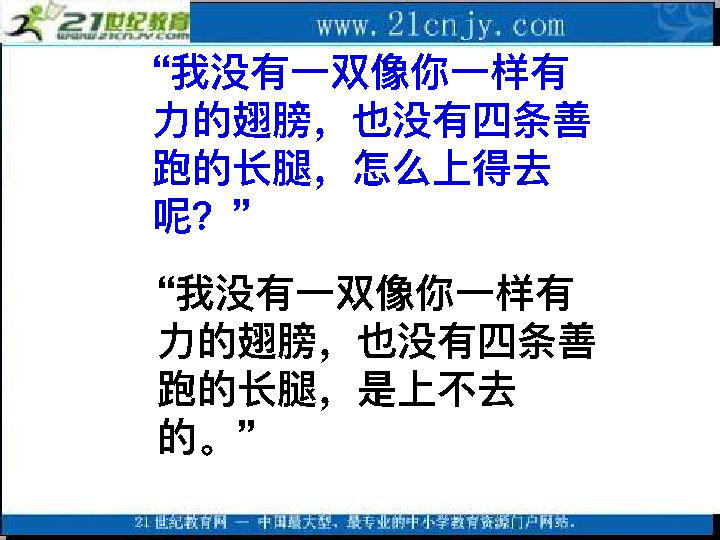 21世纪教育
www.21cnjy.com
“我没有一双像你一样有
力的翅膀，也没有四条善
跑的长腿，怎么上得去
呢？”
“我没有一双像你一样有
力的翅膀，也没有四条善
跑的长腿，是上不去
的。”
21世纪教育网 -- 中国最大型、最专业的中小学教育资源门户网站.